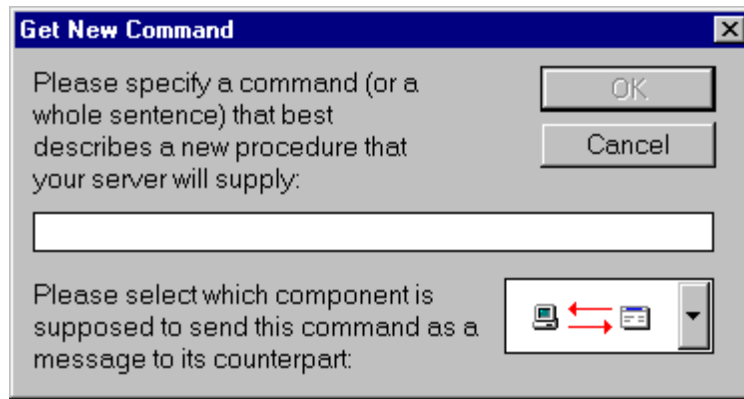 Get New Command
Please specify a command (or a
whole sentence) that best
describes a new procedure that
your server will supply:
OK
Cancel
Please select which component is
supposed to send this command as a
message to its counterpart: